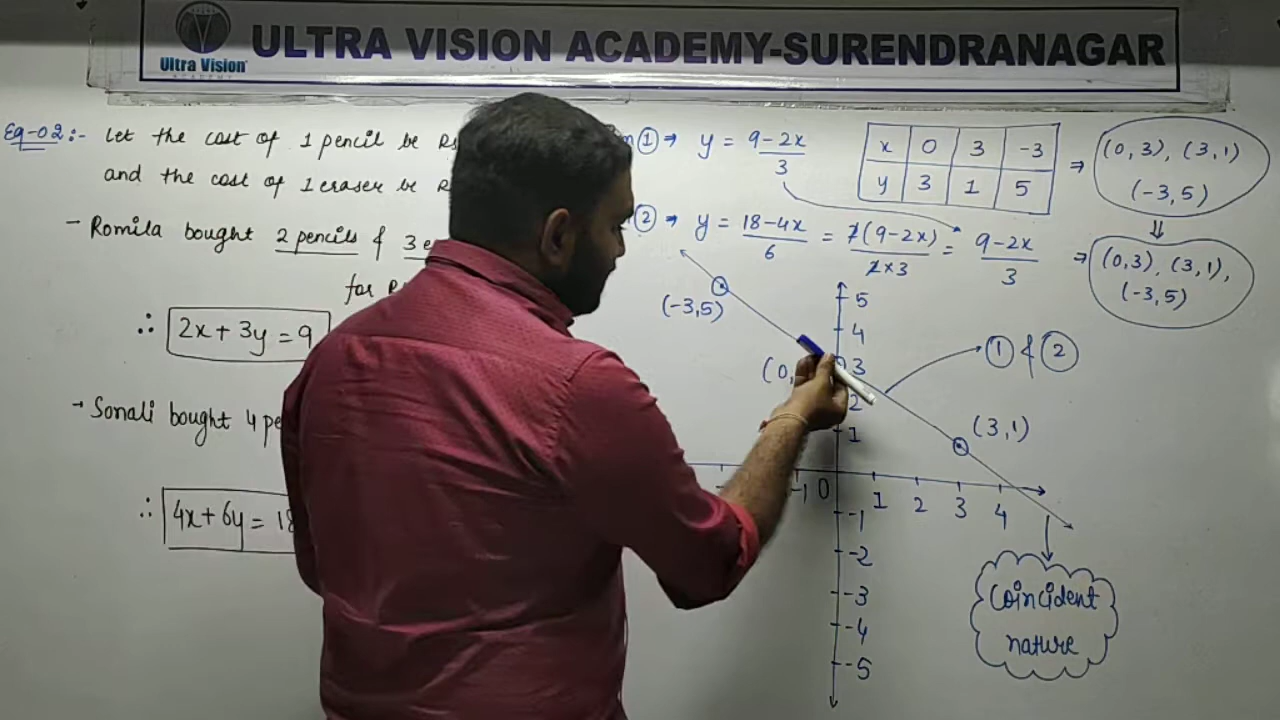 ULTRA VISION ACADEMY-SURENDRANAGAR
Ultra Vision
ACADEMY
Eg-02:- Let the cost of 1 pencil be Rs
and the cost of 1 eraser be
- Romila bought 2 pencils & 3
for
∴ 2x + 3y = 9
→ Sonali bought 4
∴ 4x + 6y = 18
① ⇒ y = 9-2x / 3
x 0 3 -3
y 3 1 5
⇒ (0,3), (3,1)
(-3,5)
② ⇒ y = 18-4x / 6 = 2(9-2x) / 2×3 = 9-2x / 3
⇒ (0,3), (3,1),
(-3,5)
(-3,5)
5
4
3
2
1
(0,
① & ②
(3,1)
-1 0 1 2 3 4
-1
-2
-3
-4
-5
Coincident
nature